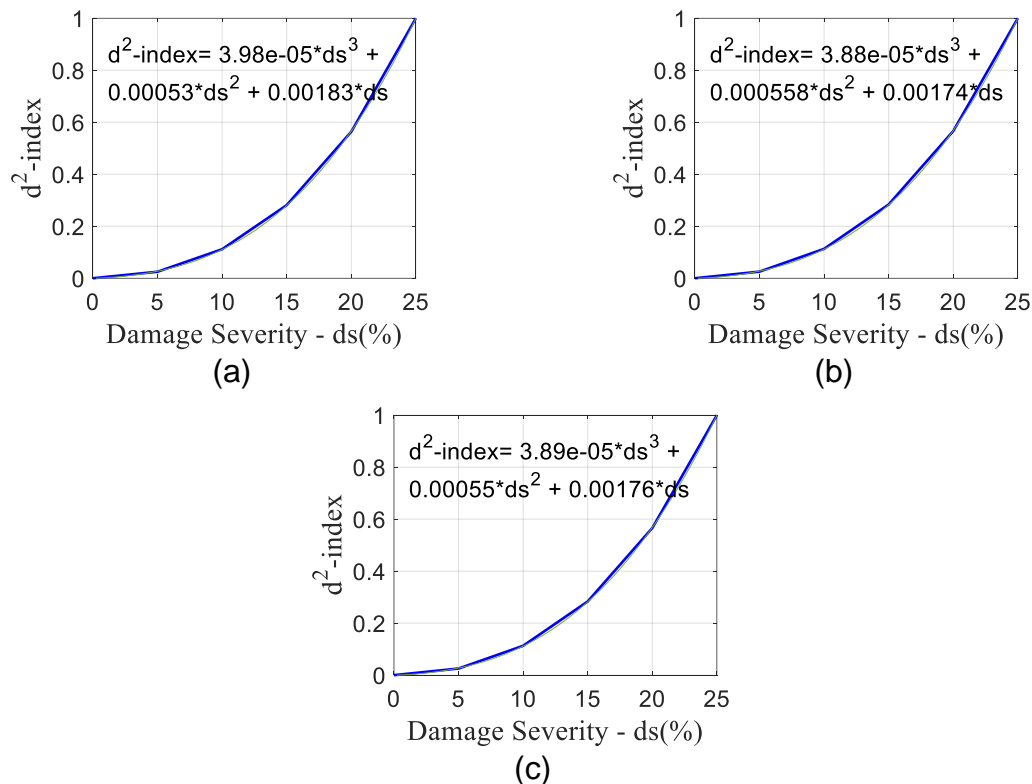 d²-index= 3.98e-05*ds³ +
0.00053*ds² + 0.00183*ds
d²-index
1
0.8
0.6
0.4
0.2
0
0 5 10 15 20 25
Damage Severity - ds(%)
(a)
d²-index= 3.88e-05*ds³ +
0.000558*ds² + 0.00174*ds
d²-index
1
0.8
0.6
0.4
0.2
0
0 5 10 15 20 25
Damage Severity - ds(%)
(b)
d²-index= 3.89e-05*ds³ +
0.00055*ds² + 0.00176*ds
d²-index
1
0.8
0.6
0.4
0.2
0
0 5 10 15 20 25
Damage Severity - ds(%)
(c)